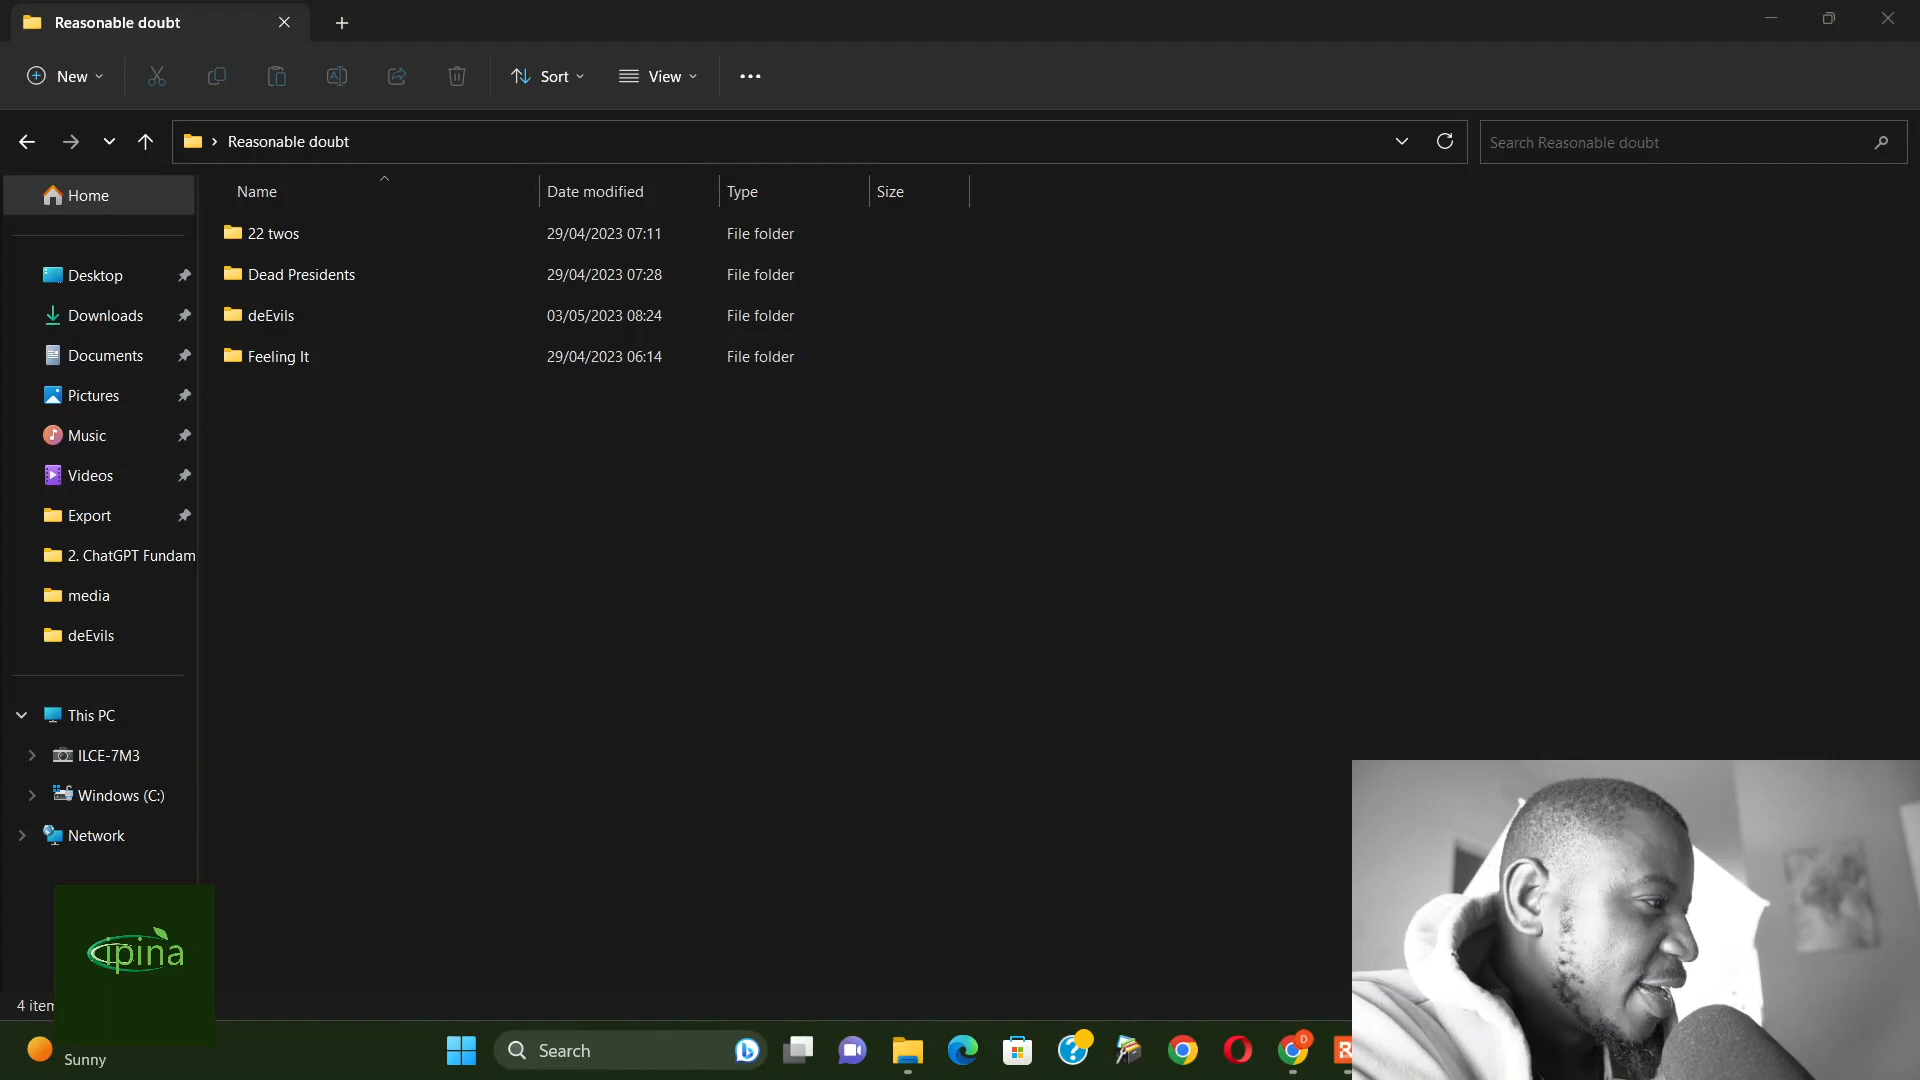 Reasonable doubt
New
Sort
View
Reasonable doubt
Search Reasonable doubt
Home
Name
Date modified
Type
Size
22 twos
29/04/2023 07:11
File folder
Desktop
Dead Presidents
29/04/2023 07:28
File folder
Downloads
deEvils
03/05/2023 08:24
File folder
Documents
Feeling It
29/04/2023 06:14
File folder
Pictures
Music
Videos
Export
2. ChatGPT Fundam
media
deEvils
This PC
ILCE-7M3
Windows (C:)
Network
ipina
4 item
Sunny
Search
D